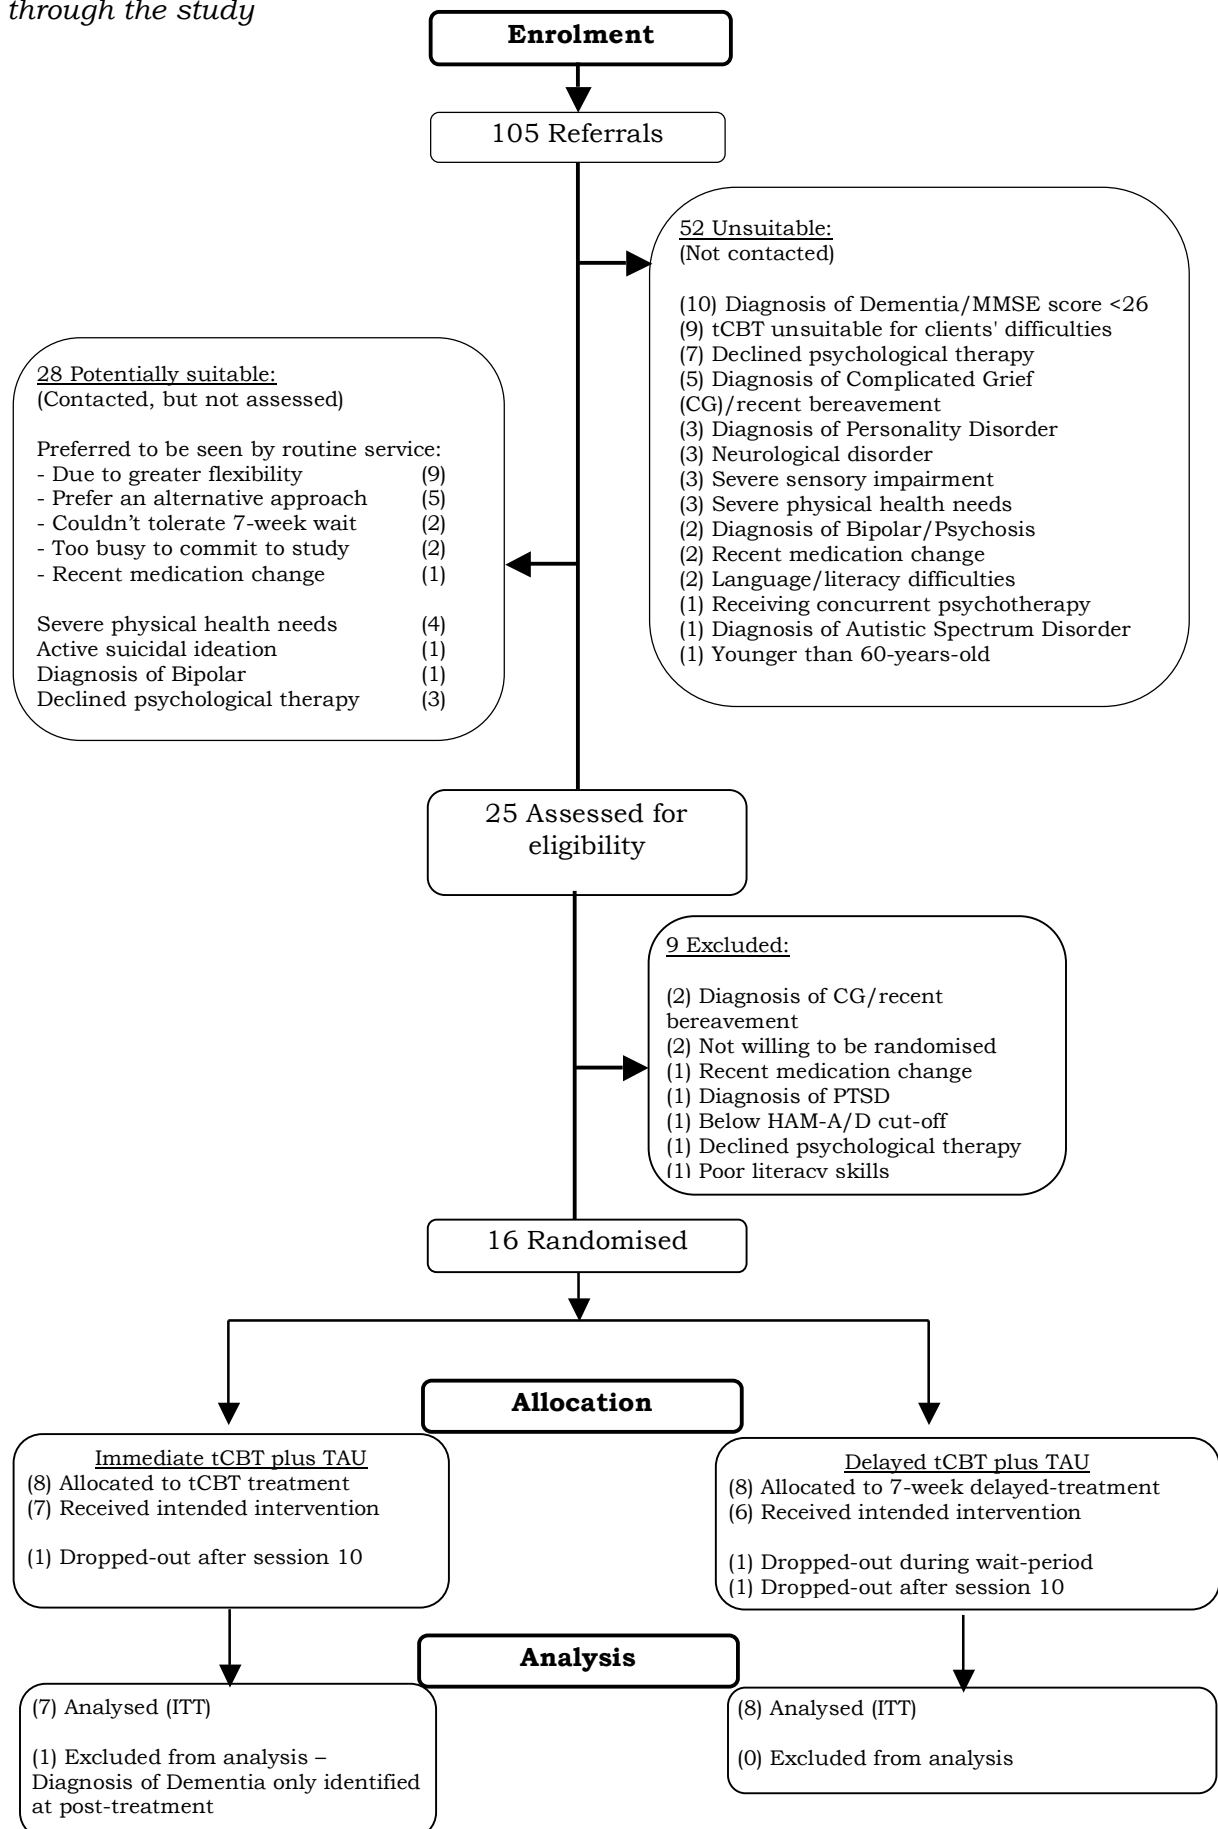 through the study
Enrolment
105 Referrals
52 Unsuitable:
(Not contacted)
(10) Diagnosis of Dementia/MMSE score <26
(9) tCBT unsuitable for clients' difficulties
(7) Declined psychological therapy
(5) Diagnosis of Complicated Grief
(CG)/recent bereavement
(3) Diagnosis of Personality Disorder
(3) Neurological disorder
(3) Severe sensory impairment
(3) Severe physical health needs
(2) Diagnosis of Bipolar/Psychosis
(2) Recent medication change
(2) Language/literacy difficulties
(1) Receiving concurrent psychotherapy
(1) Diagnosis of Autistic Spectrum Disorder
(1) Younger than 60-years-old
28 Potentially suitable:
(Contacted, but not assessed)
Preferred to be seen by routine service:
- Due to greater flexibility (9)
- Prefer an alternative approach (5)
- Couldn’t tolerate 7-week wait (2)
- Too busy to commit to study (2)
- Recent medication change (1)
Severe physical health needs (4)
Active suicidal ideation (1)
Diagnosis of Bipolar (1)
Declined psychological therapy (3)
25 Assessed for
eligibility
9 Excluded:
(2) Diagnosis of CG/recent
bereavement
(2) Not willing to be randomised
(1) Recent medication change
(1) Diagnosis of PTSD
(1) Below HAM-A/D cut-off
(1) Declined psychological therapy
(1) Poor literacy skills
16 Randomised
Allocation
Immediate tCBT plus TAU
(8) Allocated to tCBT treatment
(7) Received intended intervention
(1) Dropped-out after session 10
Delayed tCBT plus TAU
(8) Allocated to 7-week delayed-treatment
(6) Received intended intervention
(1) Dropped-out during wait-period
(1) Dropped-out after session 10
Analysis
(7) Analysed (ITT)
(1) Excluded from analysis –
Diagnosis of Dementia only identified
at post-treatment
(8) Analysed (ITT)
(0) Excluded from analysis